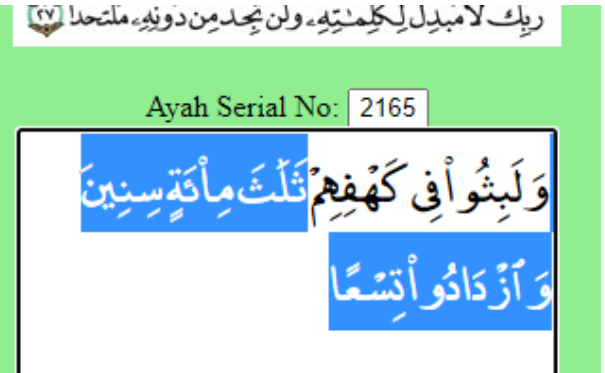 رَبِّكَ لَا مُبَدِّلَ لِكَلِمَٰتِهِۦ وَلَن تَجِدَ مِن دُونِهِۦ مُلْتَحَدًا ٢٧
Ayah Serial No: 2165
وَلَبِثُوا۟ فِى كَهْفِهِمْ ثَلَٰثَ مِا۟ئَةٍ سِنِينَ
وَٱزْدَادُوا۟ تِسْعًا